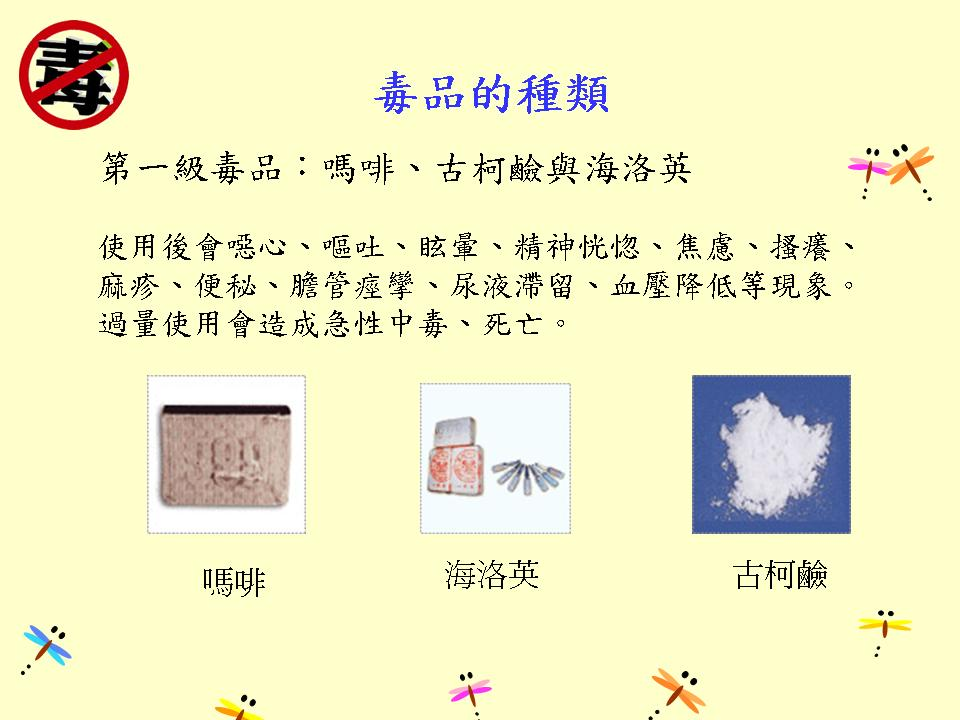 毒
毒品的種類
第一級毒品：嗎啡、古柯鹼與海洛英
使用後會噁心、嘔吐、眩暈、精神恍惚、焦慮、搔癢、
麻疹、便秘、膽管痙攣、尿液滯留、血壓降低等現象。
過量使用會造成急性中毒、死亡。
嗎啡
海洛英
古柯鹼